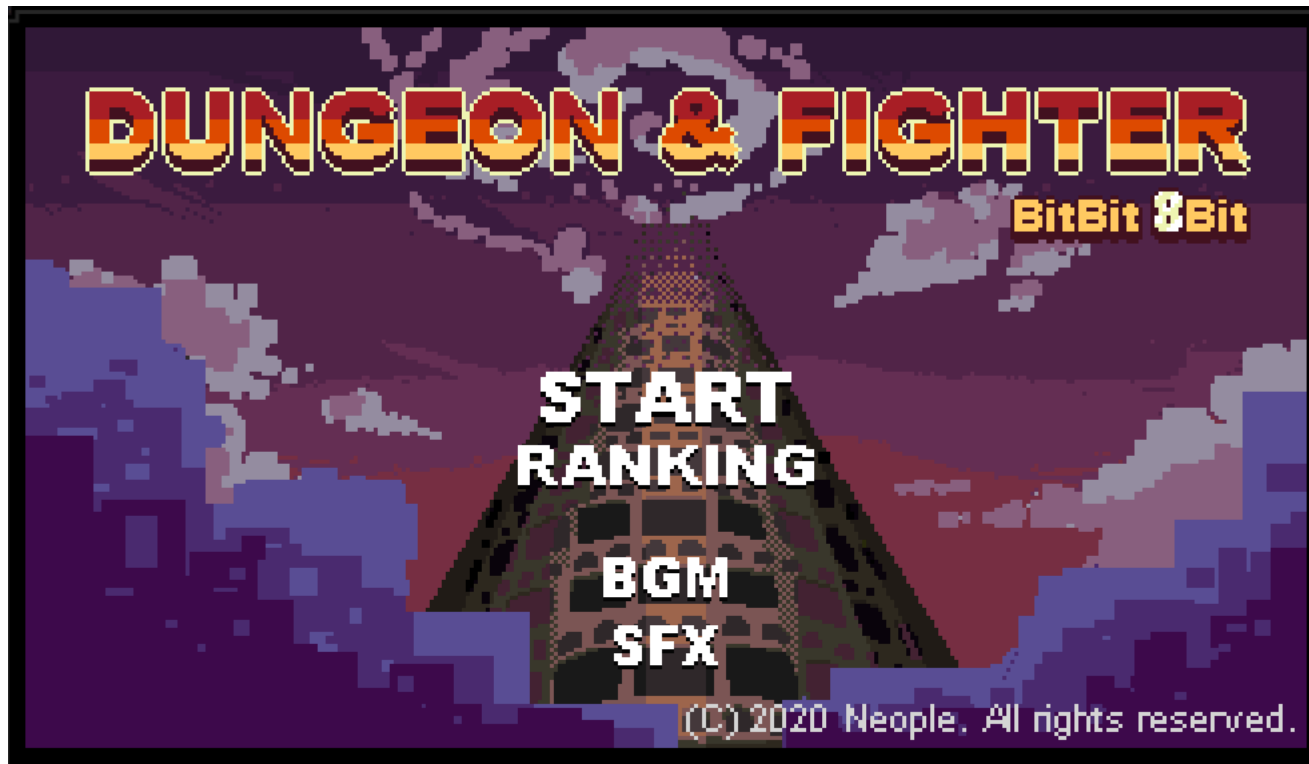 DUNGEON & FIGHTER
BitBit 8Bit
START
RANKING
BGM
SFX
(C) 2020 Neople. All rights reserved.